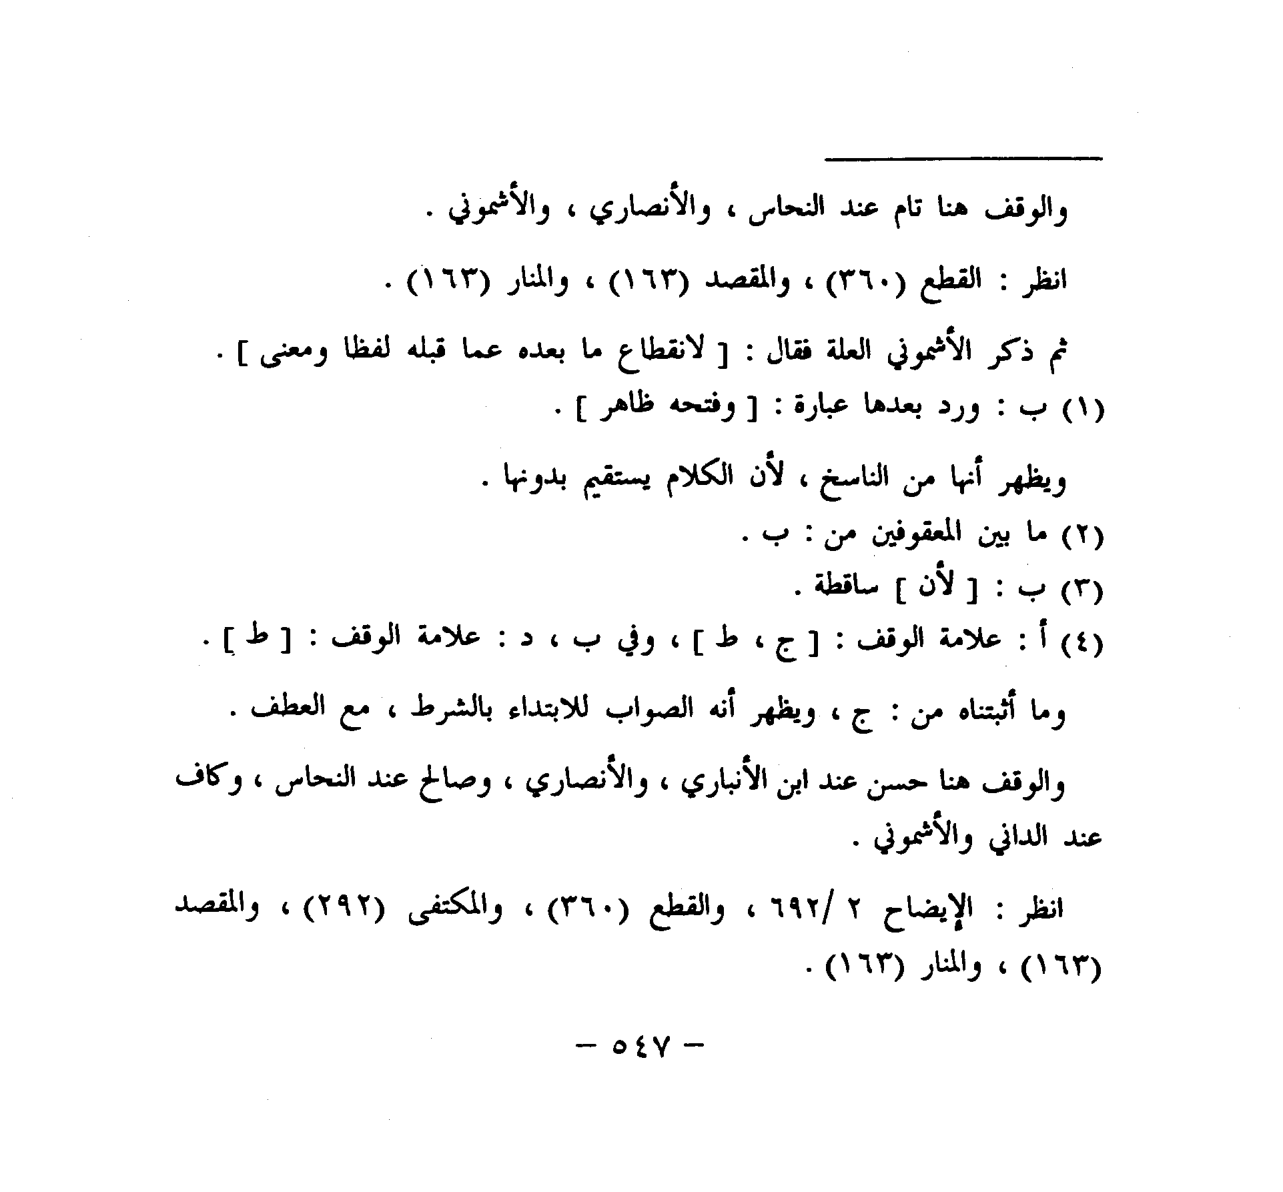 والوقف هنا تام عند النحاس ، والأنصاري ، والأشموني .
انظر : القطع (٣٦٠) ، والمقصد (١٦٣) ، والمنار (١٦٣) .
ثم ذكر الأشموني العلة فقال : [ لانقطاع ما بعده عما قبله لفظا ومعنى ] .
(١) ب : ورد بعدها عبارة : [ وفتحه ظاهر ] .
ويظهر أنها من الناسخ ، لأن الكلام يستقيم بدونها .
(٢) ما بين المعقوفين من : ب .
(٣) ب : [ لأن ] ساقطة .
(٤) أ : علامة الوقف : [ ج ، ط ] ، وفي ب ، د : علامة الوقف : [ ط ] .
وما أثبتناه من : ج ، ويظهر أنه الصواب للابتداء بالشرط ، مع العطف .
والوقف هنا حسن عند ابن الأنباري ، والأنصاري ، وصالح عند النحاس ، وكاف
عند الداني والأشموني .
انظر : الإيضاح ٢ /٦٩٢ ، والقطع (٣٦٠) ، والمكتفى (٢٩٢) ، والمقصد
(١٦٣) ، والمنار (١٦٣) .
– ٥٤٧ –